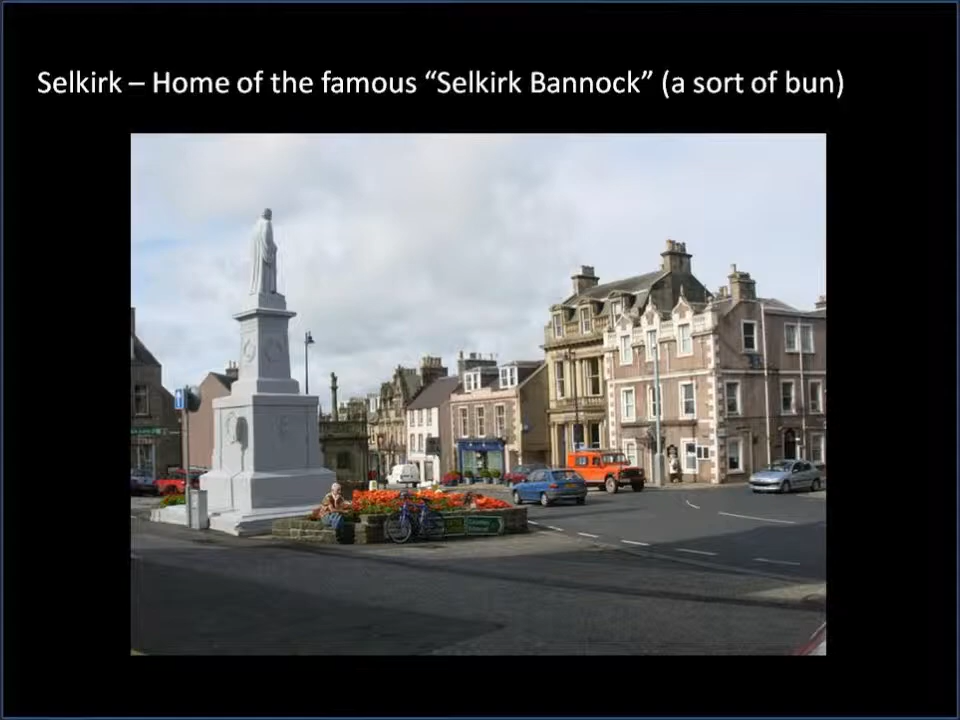 Selkirk – Home of the famous “Selkirk Bannock” (a sort of bun)